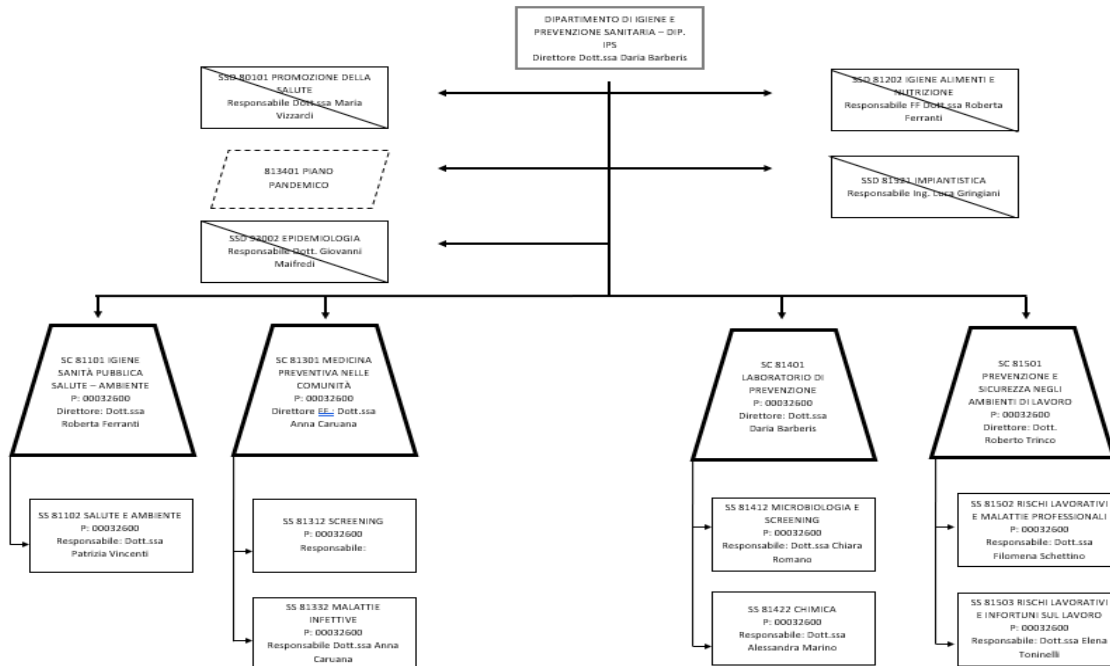 DIPARTIMENTO DI IGIENE E
PREVENZIONE SANITARIA – DIP.
IPS
Direttore Dott.ssa Daria Barberis
SSD 80101 PROMOZIONE DELLA
SALUTE
Responsabile Dott.ssa Maria
Vizzardi
SSD 81202 IGIENE ALIMENTI E
NUTRIZIONE
Responsabile FF Dott.ssa Roberta
Ferranti
813401 PIANO
PANDEMICO
SSD 81521 IMPIANTISTICA
Responsabile Ing. Luca Gringiani
SSD 93002 EPIDEMIOLOGIA
Responsabile Dott. Giovanni
Maifredi
SC 81101 IGIENE
SANITÀ PUBBLICA
SALUTE – AMBIENTE
P: 00032600
Direttore: Dott.ssa
Roberta Ferranti
SC 81301 MEDICINA
PREVENTIVA NELLE
COMUNITÀ
P: 00032600
Direttore F.F.: Dott.ssa
Anna Caruana
SC 81401
LABORATORIO DI
PREVENZIONE
P: 00032600
Direttore: Dott.ssa
Daria Barberis
SC 81501
PREVENZIONE E
SICUREZZA NEGLI
AMBIENTI DI LAVORO
P: 00032600
Direttore: Dott.
Roberto Trinco
SS 81102 SALUTE E AMBIENTE
P: 00032600
Responsabile: Dott.ssa
Patrizia Vincenti
SS 81312 SCREENING
P: 00032600
Responsabile:
SS 81412 MICROBIOLOGIA E
SCREENING
P: 00032600
Responsabile: Dott.ssa Chiara
Romano
SS 81502 RISCHI LAVORATIVI
E MALATTIE PROFESSIONALI
P: 00032600
Responsabile: Dott.ssa
Filomena Schettino
SS 81332 MALATTIE
INFETTIVE
P: 00032600
Responsabile Dott.ssa Anna
Caruana
SS 81422 CHIMICA
P: 00032600
Responsabile: Dott.ssa
Alessandra Marino
SS 81503 RISCHI LAVORATIVI
E INFORTUNI SUL LAVORO
P: 00032600
Responsabile: Dott.ssa Elena
Toninelli